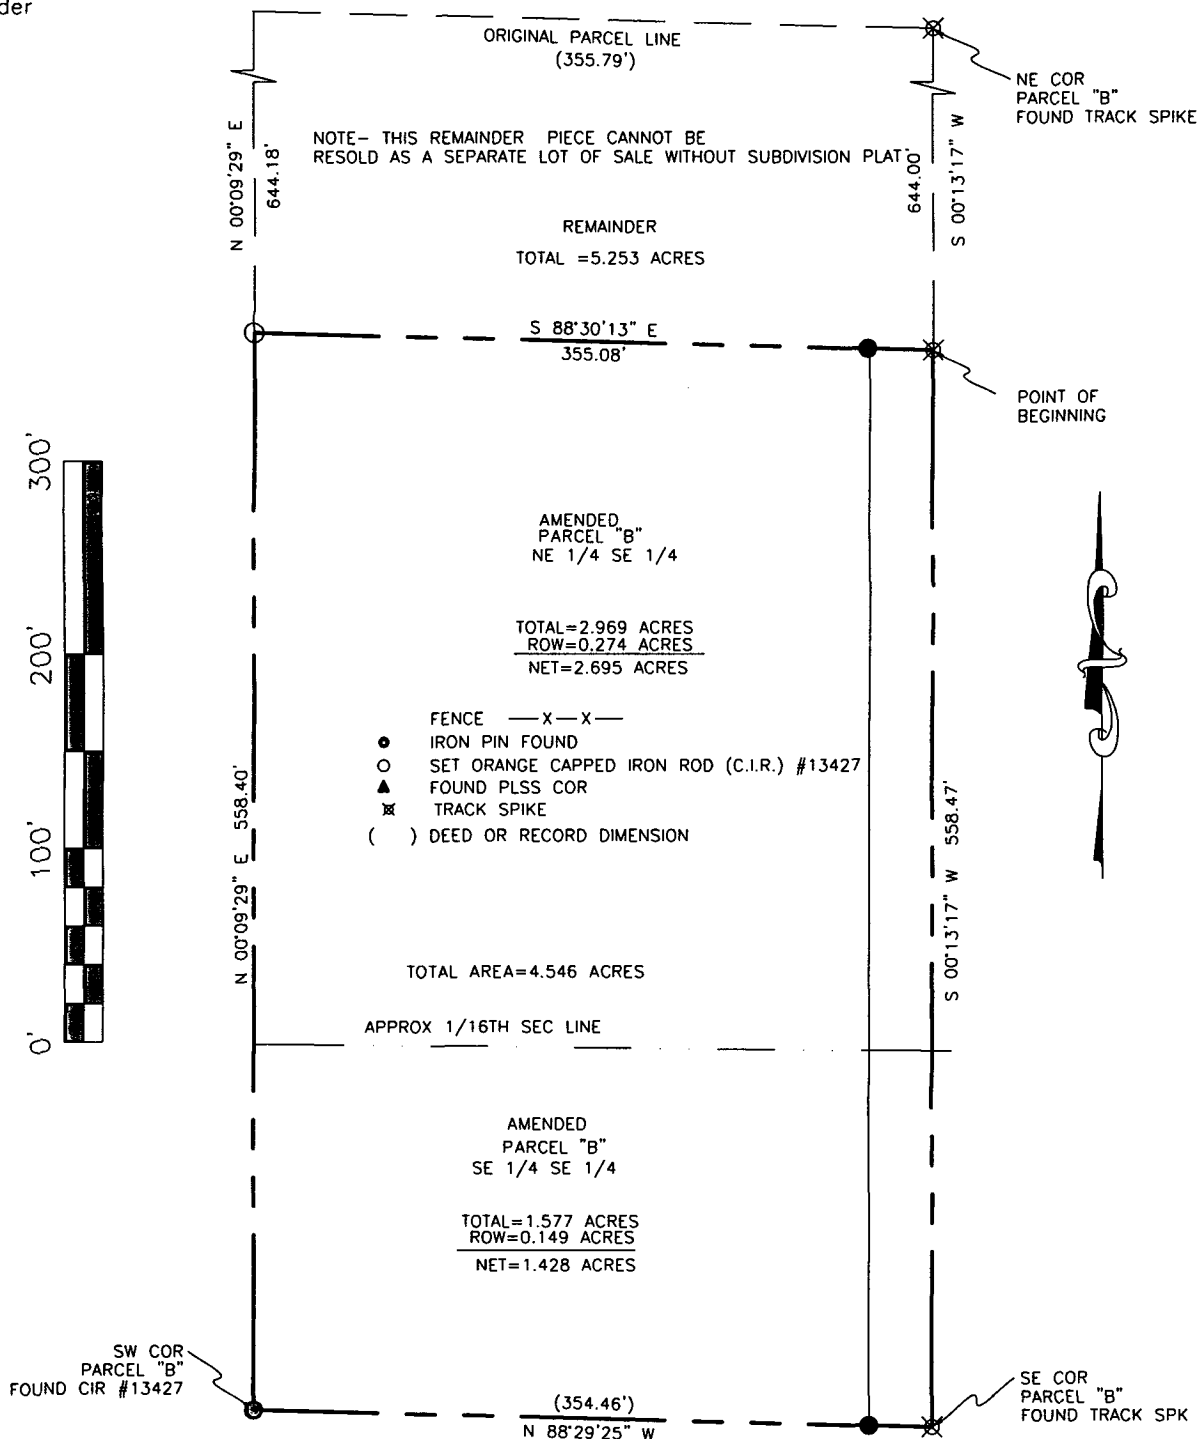 der
ORIGINAL PARCEL LINE
(355.79')
NE COR
PARCEL "B"
FOUND TRACK SPIKE
N 00°09'29" E
644.18'
NOTE- THIS REMAINDER PIECE CANNOT BE
RESOLD AS A SEPARATE LOT OF SALE WITHOUT SUBDIVISION PLAT.
644.00'
S 00°13'17" W
REMAINDER
TOTAL =5.253 ACRES
S 88°30'13" E
355.08'
POINT OF
BEGINNING
300'
200'
100'
0'
AMENDED
PARCEL "B"
NE 1/4 SE 1/4
TOTAL=2.969 ACRES
ROW=0.274 ACRES
NET=2.695 ACRES
FENCE —X—X—
IRON PIN FOUND
SET ORANGE CAPPED IRON ROD (C.I.R.) #13427
FOUND PLSS COR
TRACK SPIKE
( ) DEED OR RECORD DIMENSION
N 00°09'29" E 558.40'
S 00°13'17" W 558.47'
TOTAL AREA=4.546 ACRES
APPROX 1/16TH SEC LINE
AMENDED
PARCEL "B"
SE 1/4 SE 1/4
TOTAL=1.577 ACRES
ROW=0.149 ACRES
NET=1.428 ACRES
SW COR
PARCEL "B"
FOUND CIR #13427
(354.46')
N 88°29'25" W
SE COR
PARCEL "B"
FOUND TRACK SPK